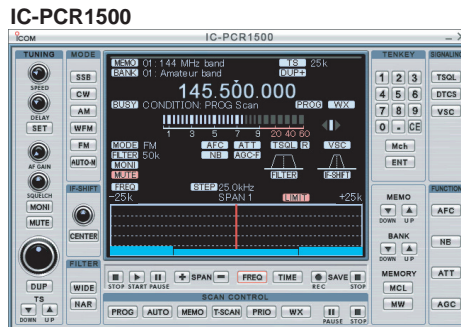 IC-PCR1500
ICOM IC-PCR1500
TUNING MODE TENKEY SIGNALING
MEMO 01: 144 MHz band TS 25k
BANK 01: Amateur band DUP+
145.500.000
BUSY CONDITION: PROG Scan PROG WX
1 3 5 7 9 20 40 60
MODE FM AFC ATT TSQL R VSC
FILTER 50k NB AGC-F
MONI
MUTE FILTER IF-SHIFT
FREQ STEP 25.0kHz
-25k SPAN 1 LIMIT +25k
SPEED
DELAY
SET
AF GAIN
SQUELCH
MONI
MUTE
DUP
TS
DOWN UP
SSB
CW
AM
WFM
FM
AUTO-M
IF-SHIFT
CENTER
FILTER
WIDE
NAR
SPAN FREQ TIME SAVE
STOP START PAUSE REC STOP
SCAN CONTROL
PROG AUTO MEMO T-SCAN PRIO WX
PAUSE STOP
1 2 3
4 5 6
7 8 9
0 . CE
Mch
ENT
MEMO
DOWN UP
BANK
DOWN UP
MEMORY
MCL
MW
TSQL
DTCS
VSC
FUNCTION
AFC
NB
ATT
AGC